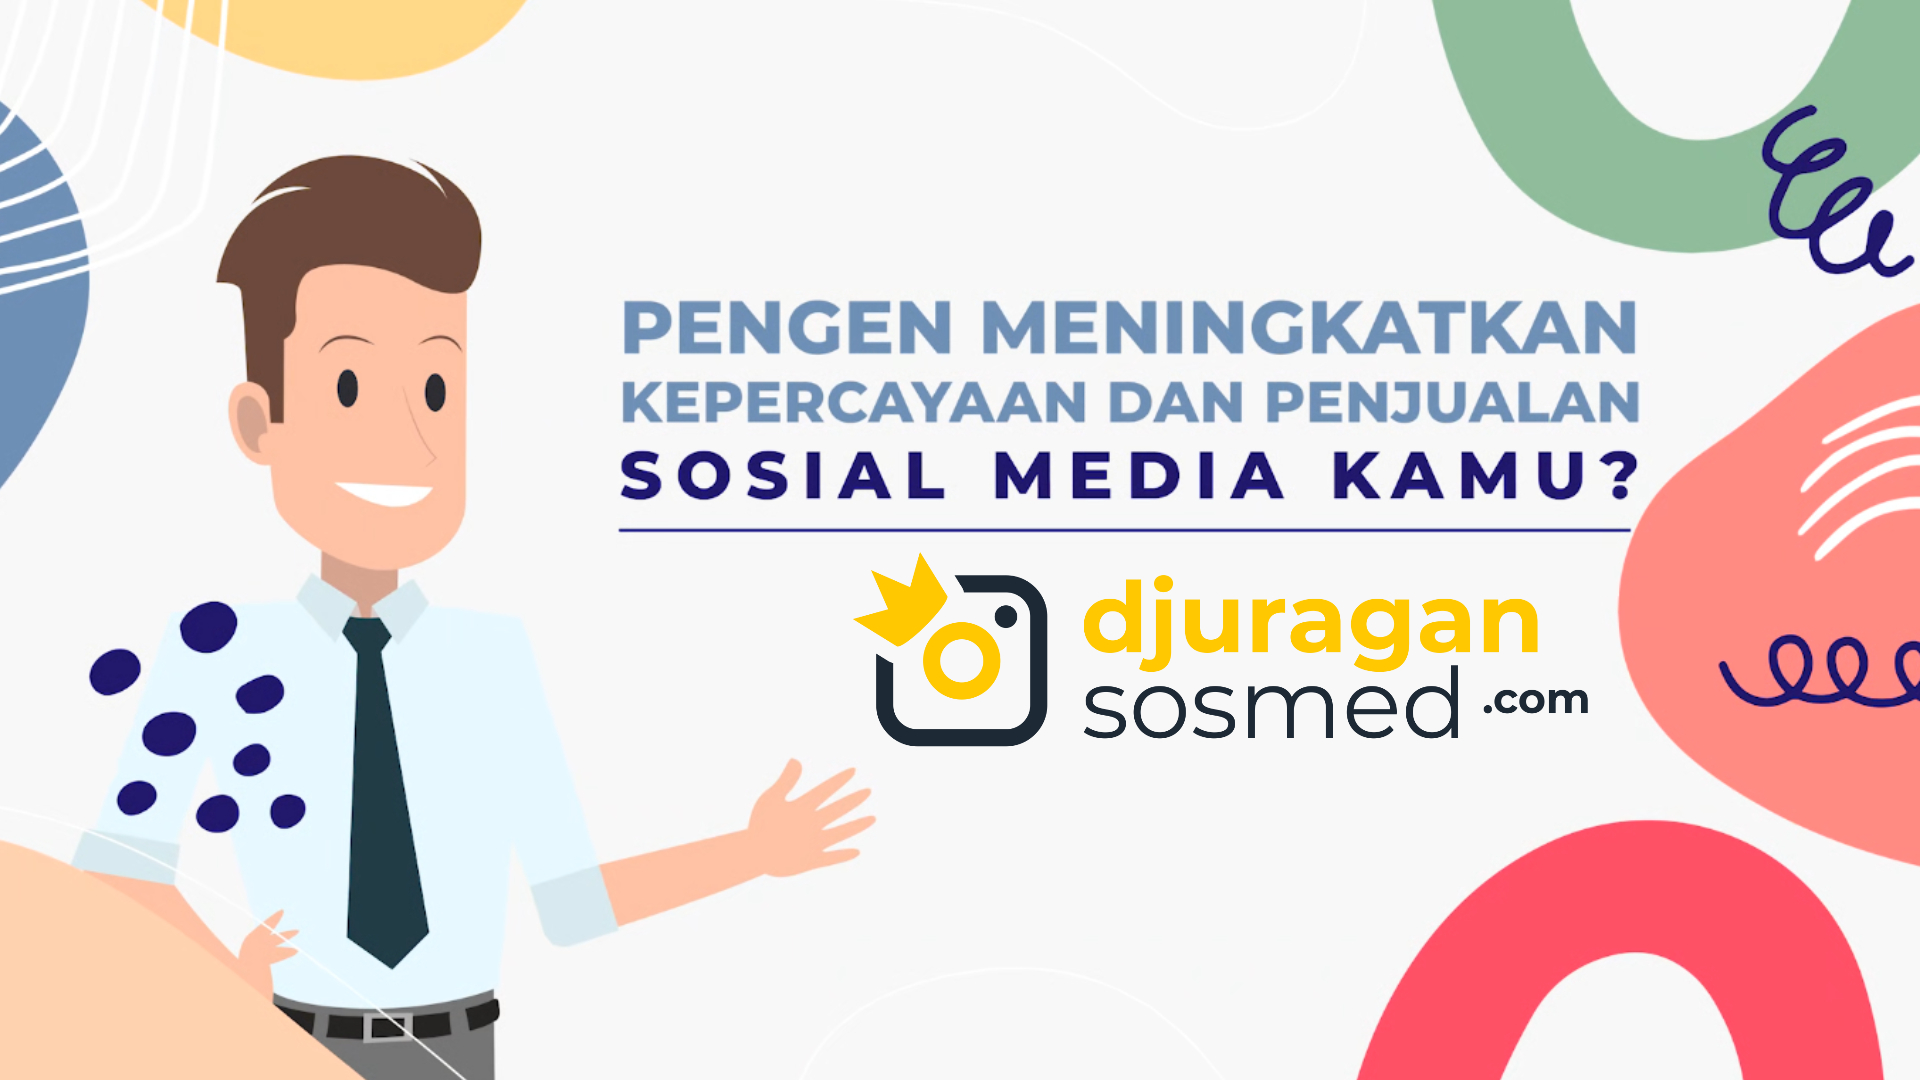 PENGEN MENINGKATKAN
KEPERCAYAAN DAN PENJUALAN
SOSIAL MEDIA KAMU?
djuragan
sosmed .com